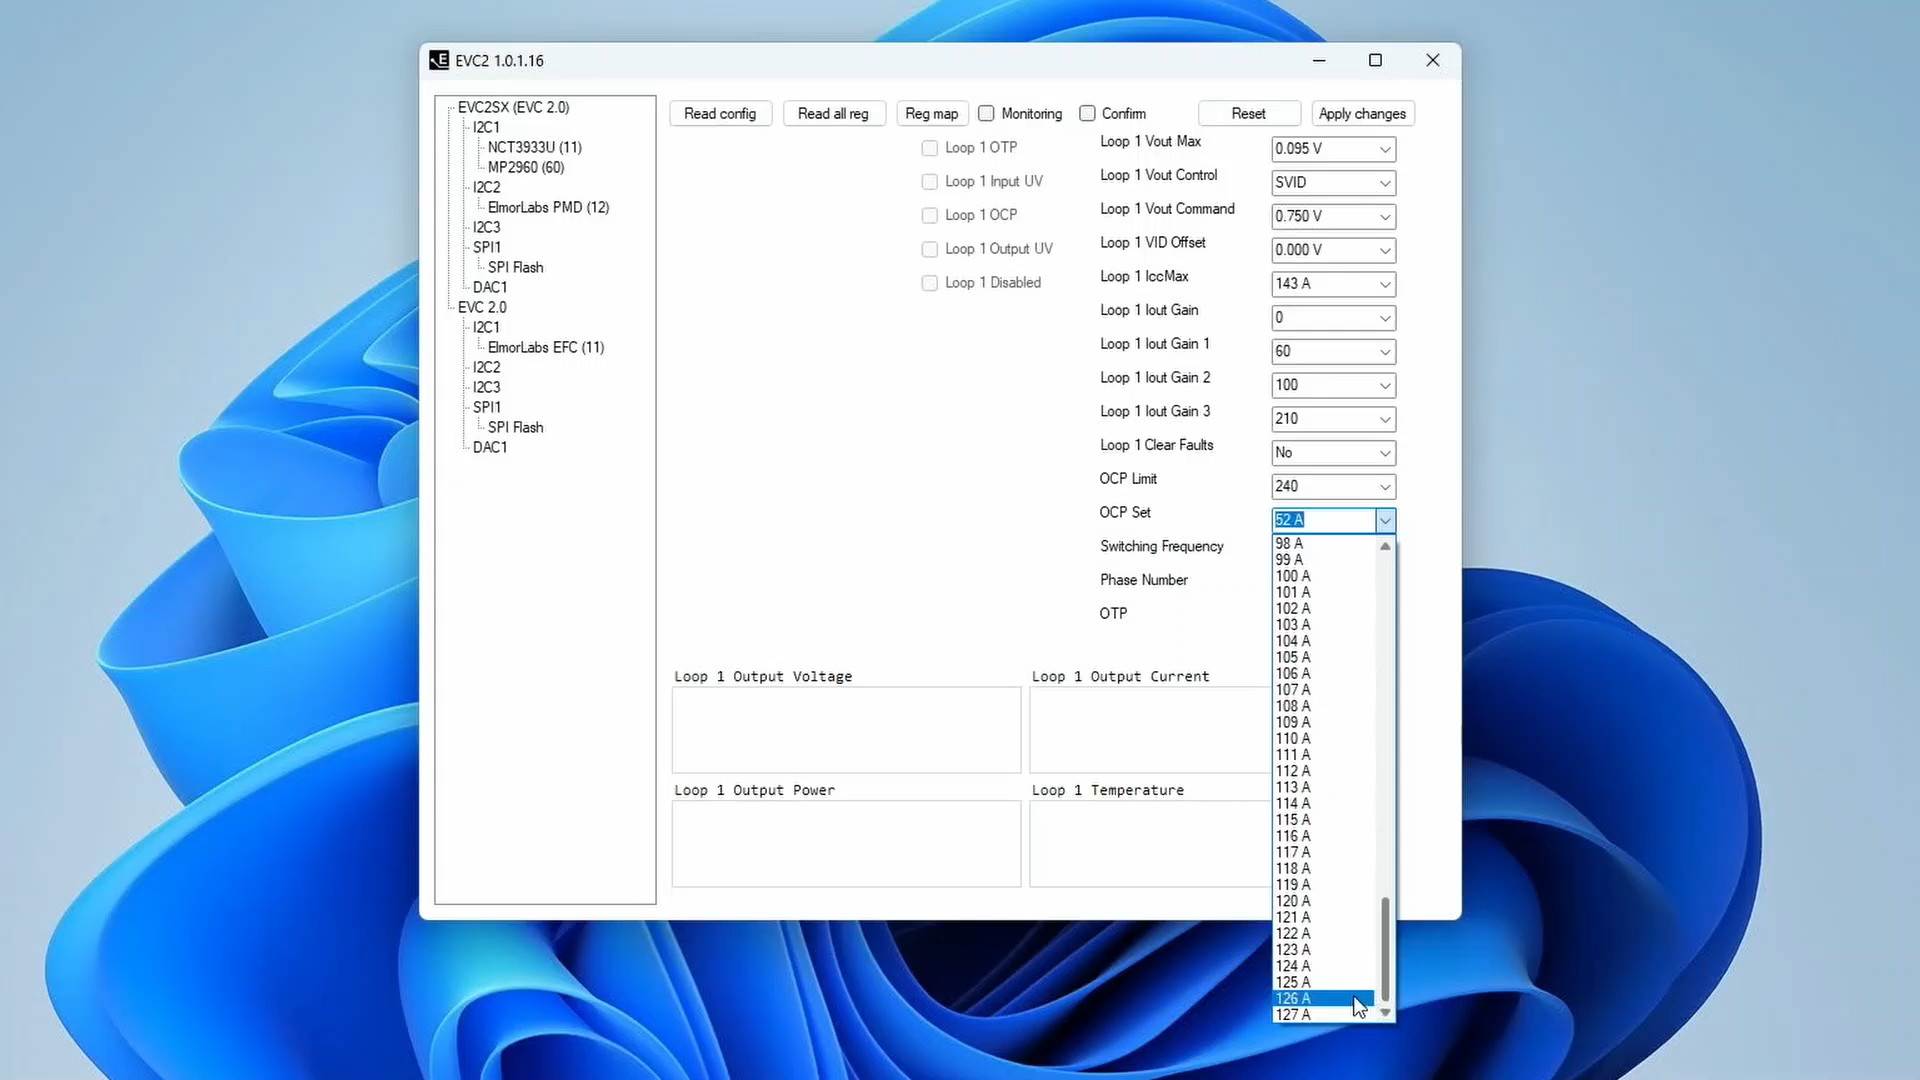 EVC2 1.0.1.16
EVC2SX (EVC 2.0)
I2C1
NCT3933U (11)
MP2960 (60)
I2C2
ElmorLabs PMD (12)
I2C3
SPI1
SPI Flash
DAC1
EVC 2.0
I2C1
ElmorLabs EFC (11)
I2C2
I2C3
SPI1
SPI Flash
DAC1
Read config Read all reg Reg map Monitoring Confirm Reset Apply changes
Loop 1 OTP
Loop 1 Input UV
Loop 1 OCP
Loop 1 Output UV
Loop 1 Disabled
Loop 1 Vout Max 0.095 V
Loop 1 Vout Control SVID
Loop 1 Vout Command 0.750 V
Loop 1 VID Offset 0.000 V
Loop 1 IccMax 143 A
Loop 1 Iout Gain 0
Loop 1 Iout Gain 1 60
Loop 1 Iout Gain 2 100
Loop 1 Iout Gain 3 210
Loop 1 Clear Faults No
OCP Limit 240
OCP Set 52 A
Switching Frequency
Phase Number
OTP
98 A
99 A
100 A
101 A
102 A
103 A
104 A
105 A
106 A
107 A
108 A
109 A
110 A
111 A
112 A
113 A
114 A
115 A
116 A
117 A
118 A
119 A
120 A
121 A
122 A
123 A
124 A
125 A
126 A
127 A
Loop 1 Output Voltage
Loop 1 Output Current
Loop 1 Output Power
Loop 1 Temperature